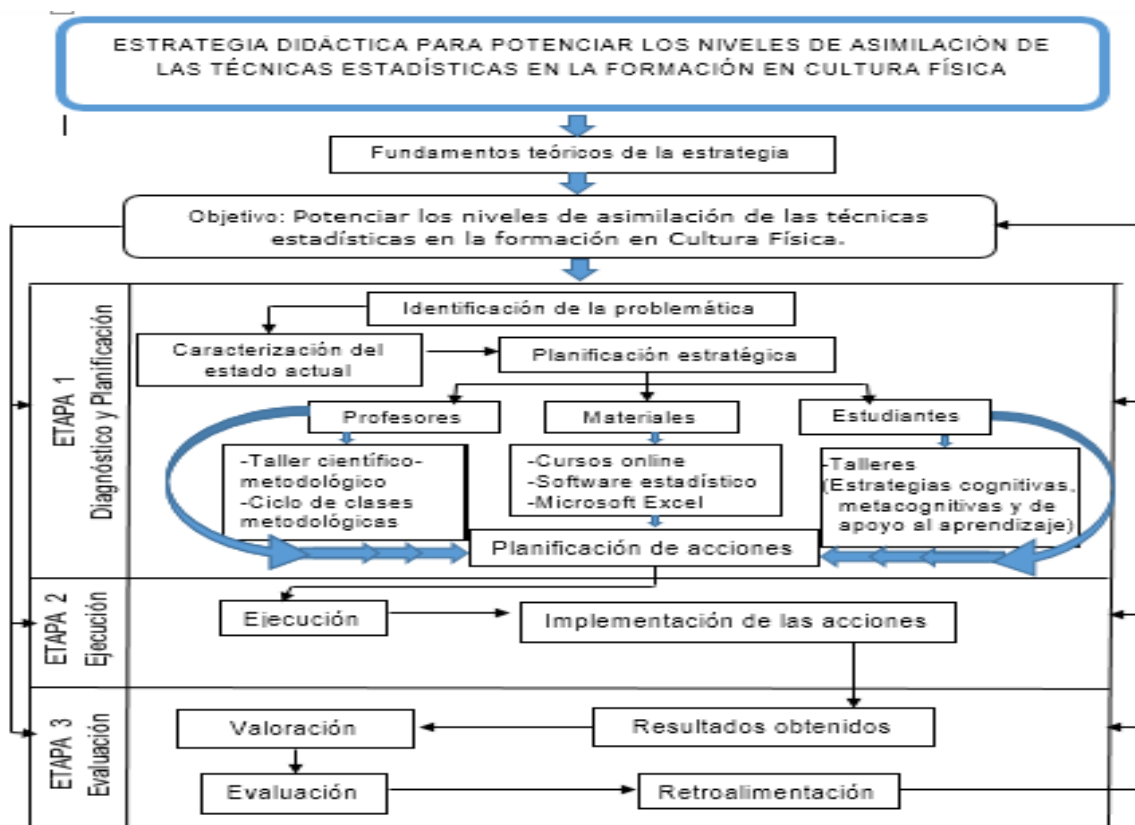 ESTRATEGIA DIDÁCTICA PARA POTENCIAR LOS NIVELES DE ASIMILACIÓN DE
LAS TÉCNICAS ESTADÍSTICAS EN LA FORMACIÓN EN CULTURA FÍSICA
Fundamentos teóricos de la estrategia
Objetivo: Potenciar los niveles de asimilación de las técnicas
estadísticas en la formación en Cultura Física.
ETAPA 1
Diagnóstico y Planificación
Identificación de la problemática
Caracterización del
estado actual
Planificación estratégica
Profesores
Materiales
Estudiantes
-Taller científico-
metodológico
-Ciclo de clases
metodológicas
-Cursos online
-Software estadístico
-Microsoft Excel
-Talleres
(Estrategias cognitivas,
metacognitivas y de
apoyo al aprendizaje)
Planificación de acciones
ETAPA 2
Ejecución
Ejecución
Implementación de las acciones
ETAPA 3
Evaluación
Valoración
Resultados obtenidos
Evaluación
Retroalimentación